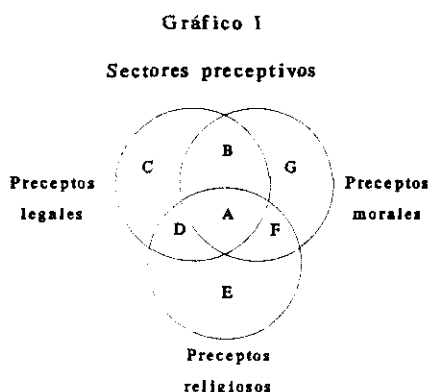 Gráfico I
Sectores preceptivos
C
B
G
Preceptos
legales
Preceptos
morales
D
A
F
E
Preceptos
religiosos